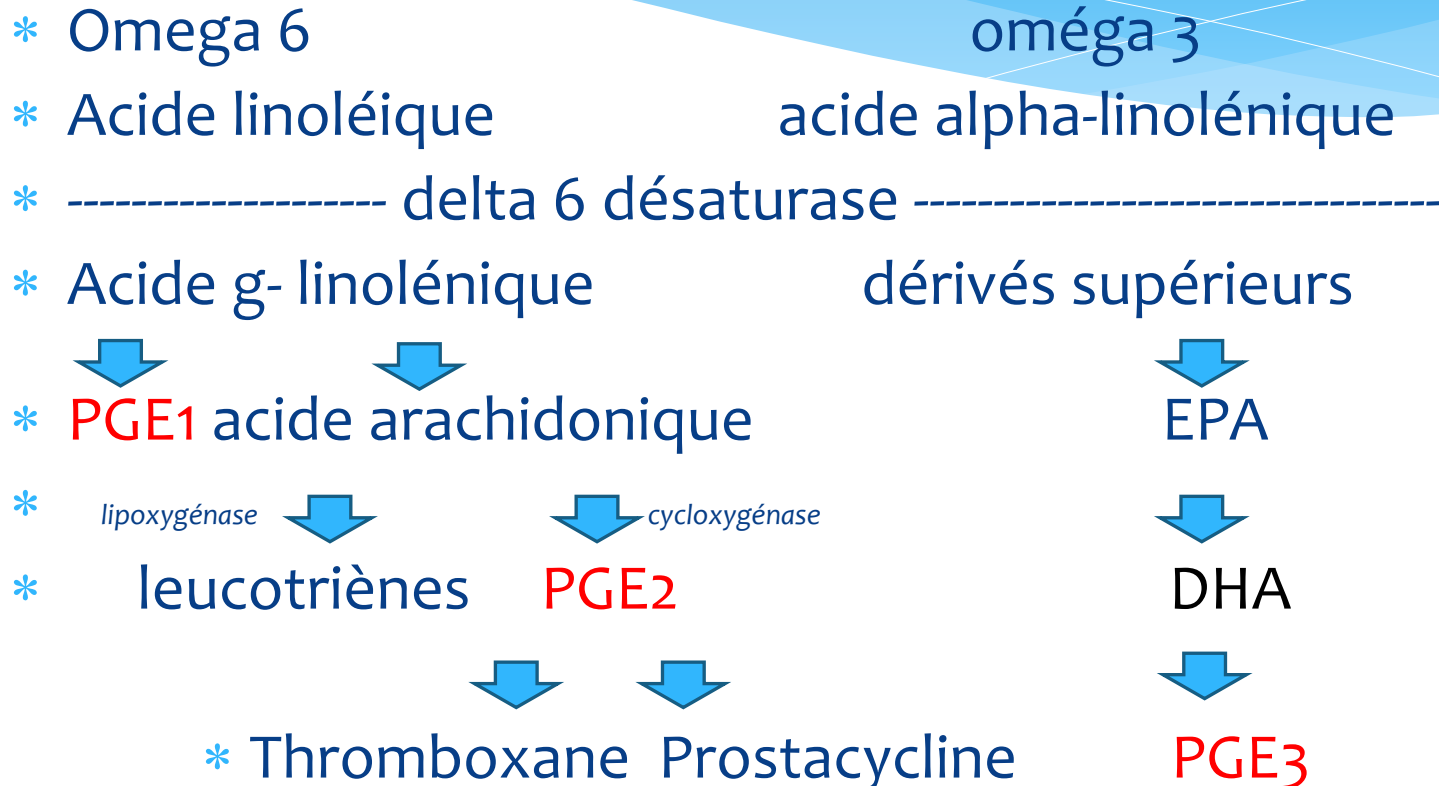 * Omega 6 oméga 3
* Acide linoléique acide alpha-linolénique
* -------------------- delta 6 désaturase ---------------------------------
* Acide g- linolénique dérivés supérieurs
* PGE1 acide arachidonique EPA
* lipoxygénase cycloxygénase
* leucotriènes PGE2 DHA
* Thromboxane Prostacycline PGE3